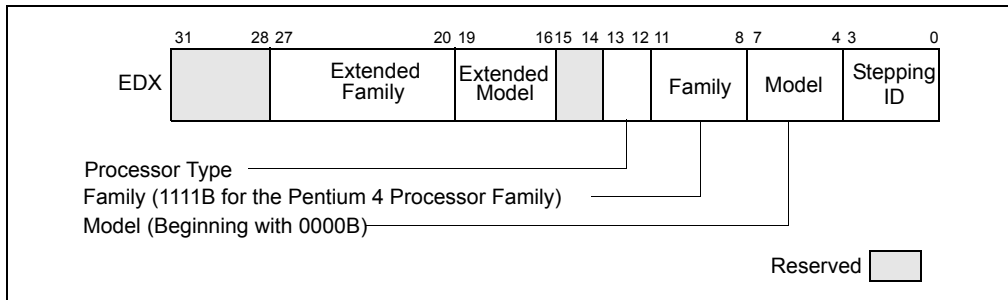 31 28 27 20 19 16 15 14 13 12 11 8 7 4 3 0
EDX Extended Family Extended Model Family Model Stepping ID
Processor Type
Family (1111B for the Pentium 4 Processor Family)
Model (Beginning with 0000B)
Reserved